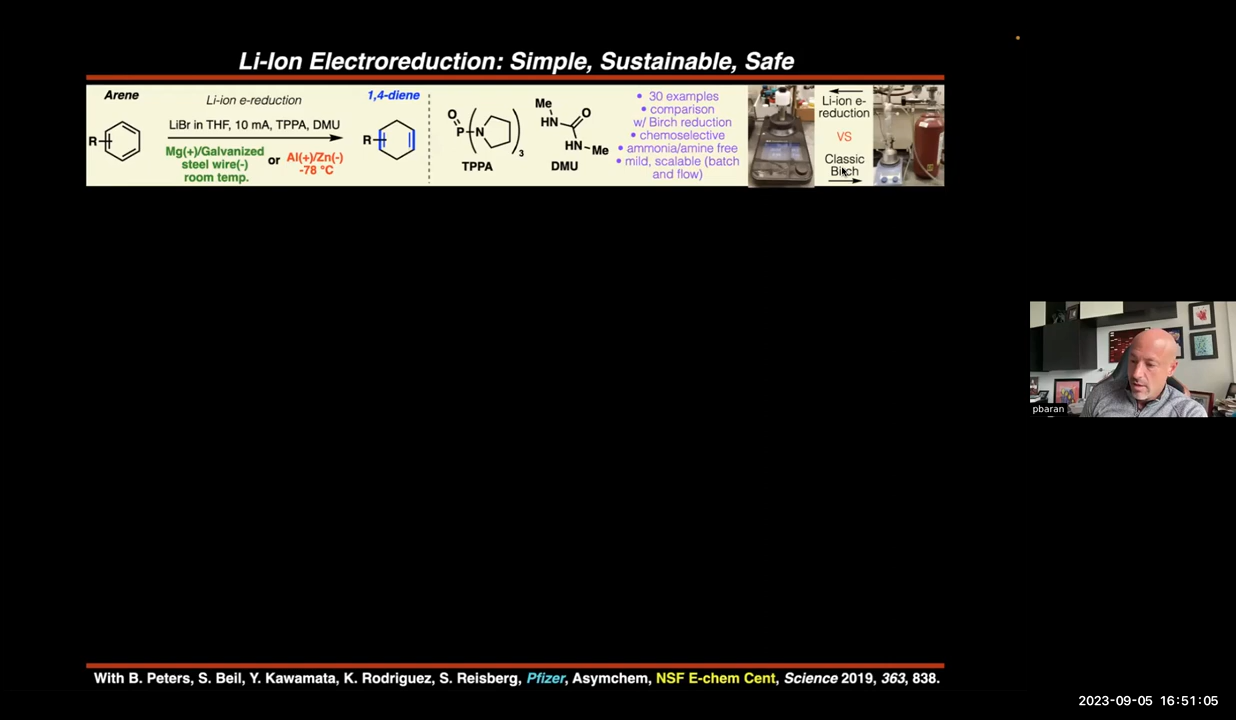 Li-Ion Electroreduction: Simple, Sustainable, Safe
Arene
Li-ion e-reduction
1,4-diene
LiBr in THF, 10 mA, TPPA, DMU
Mg(+)/Galvanized
steel wire(-)
room temp.
or
Al(+)/Zn(-)
-78 °C
R
R
O
P
N
3
TPPA
Me
HN
O
HN
Me
DMU
• 30 examples
• comparison
w/ Birch reduction
• chemoselective
• ammonia/amine free
• mild, scalable (batch
and flow)
Li-ion e-
reduction
VS
Classic
Birch
pbaran
With B. Peters, S. Beil, Y. Kawamata, K. Rodriguez, S. Reisberg, Pfizer, Asymchem, NSF E-chem Cent, Science 2019, 363, 838.
2023-09-05 16:51:05